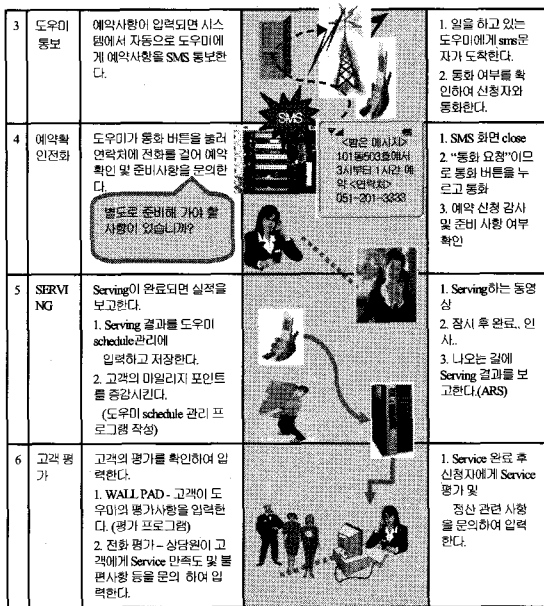 3
도우미
통보
예약사항이 입력되면 시스
템에서 자동으로 도우미에
게 예약사항을 SMS 통보한
다.
SMS
1. 일을 하고 있는
도우미에게 sms문
자가 도착한다.
2. 통화 여부를 확
인하여 신청자와
통화한다.
4
예약확
인전화
도우미가 통화 버튼을 눌러
연락처에 전화를 걸어 예약
확인 및 준비사항을 문의한
다.
별도로 준비해 가야 할
사항이 있습니까?
<받은 메시지>
101동503호에서
3시부터 1시간 예
약 <연락처>
051-201-3333
1. SMS 화면 close
2. "통화 요청"이므
로 통화 버튼을 누
르고 통화
3. 예약 신청 감사
및 준비 사항 여부
확인
5
SERVI
NG
Serving이 완료되면 실적을
보고한다.
1. Serving 결과를 도우미
schedule관리에
입력하고 저장한다.
2. 고객의 마일리지 포인트
를 증감시킨다.
(도우미 schedule 관리 프
로그램 작성)
1. Serving하는 동영
상
2. 잠시 후 완료.. 인
사..
3. 나오는 길에
Serving 결과를 보
고한다.(ARS)
6
고객 평
가
고객의 평가를 확인하여 입
력한다.
1. WALL PAD - 고객이 도
우미의 평가사항을 입력한
다. (평가 프로그램)
2. 전화 평가 – 상담원이 고
객에게 Service 만족도 및 불
편사항 등을 문의 하여 입
력한다.
1. Service 완료 후
신청자에게 Service
평가 및
정산 관련 사항
을 문의하여 입력
한다.